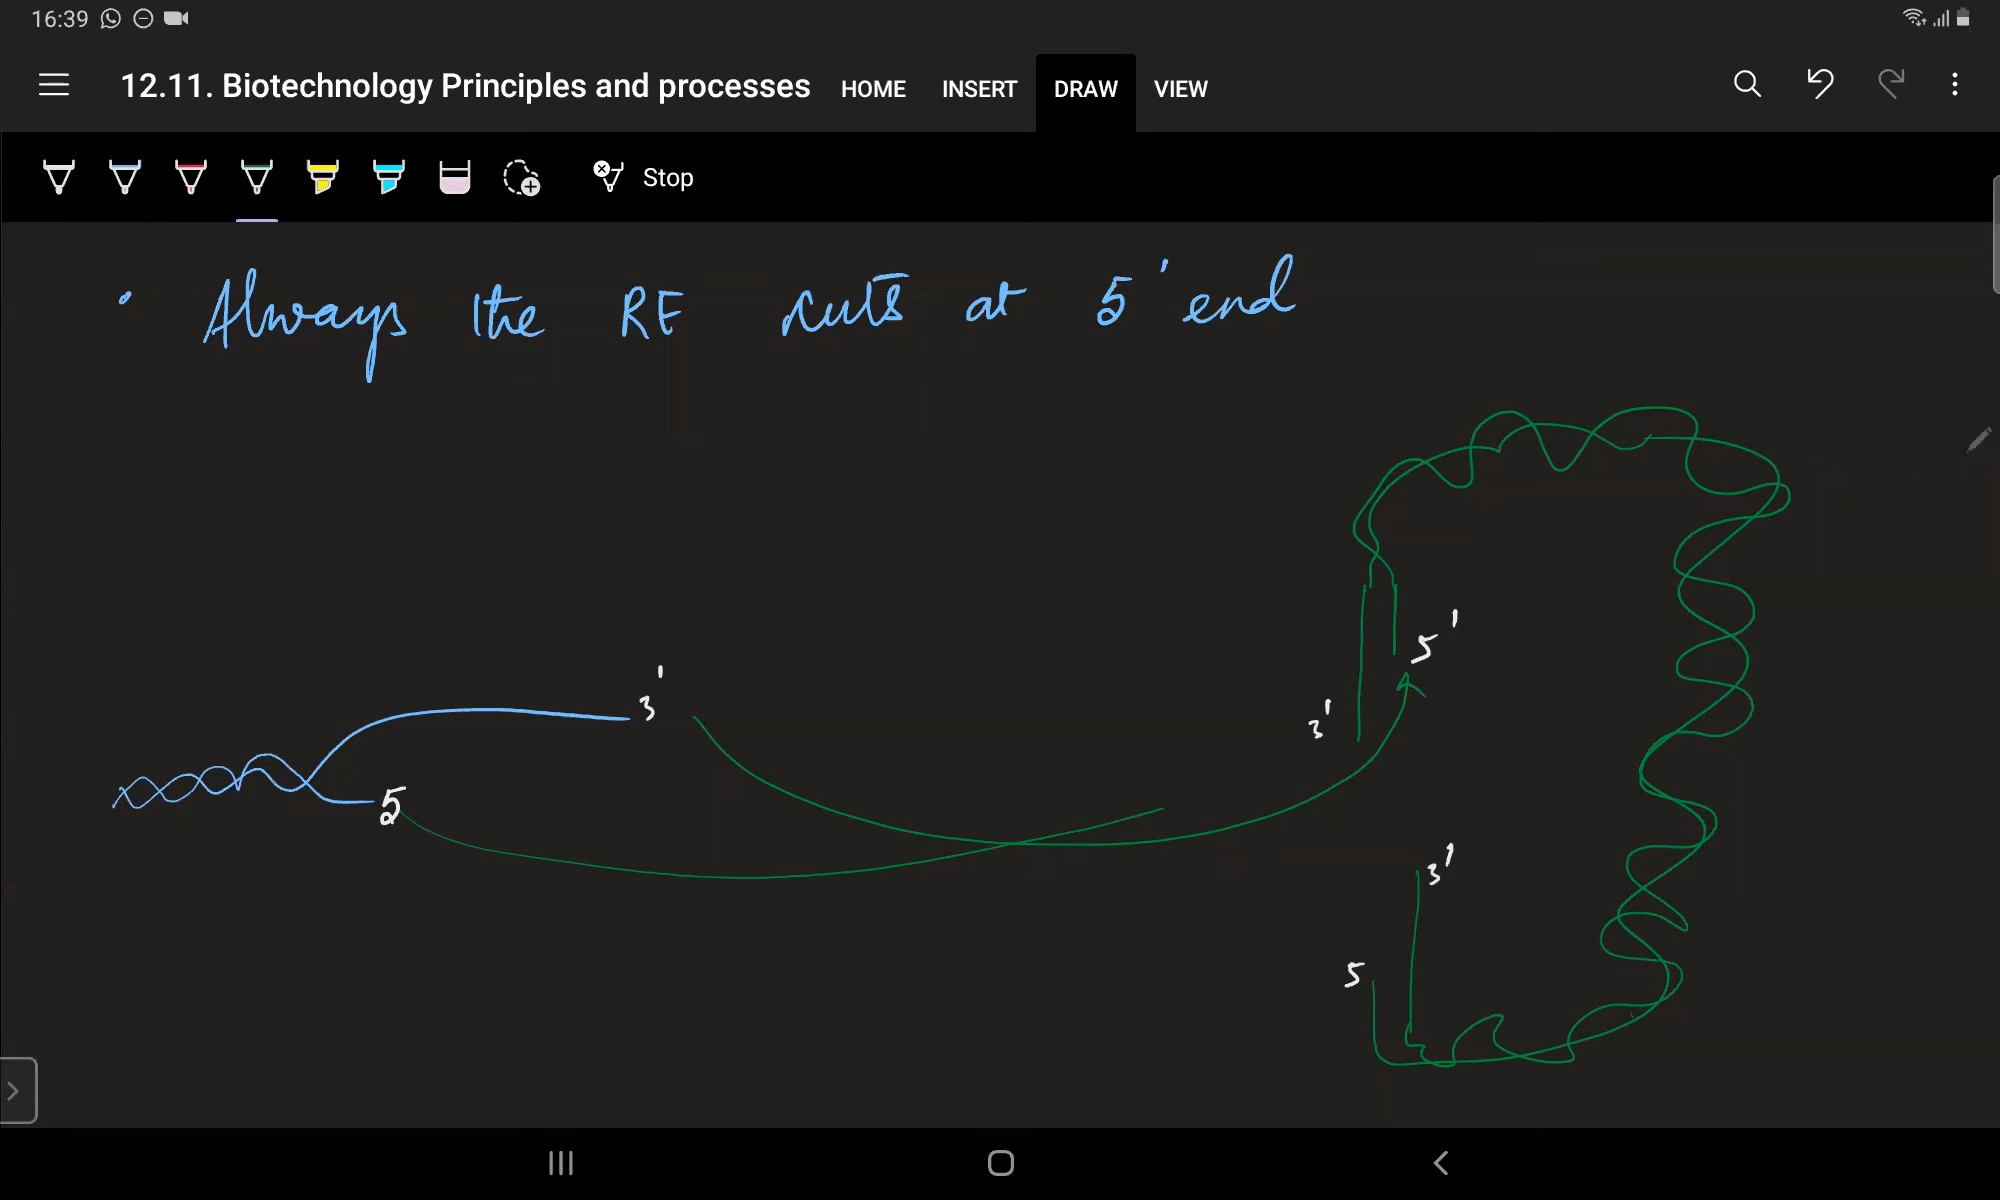 16:39
12.11. Biotechnology Principles and processes HOME INSERT DRAW VIEW
Stop
• Always the RE cuts at 5' end
5'
3'
3'
5
3'
5